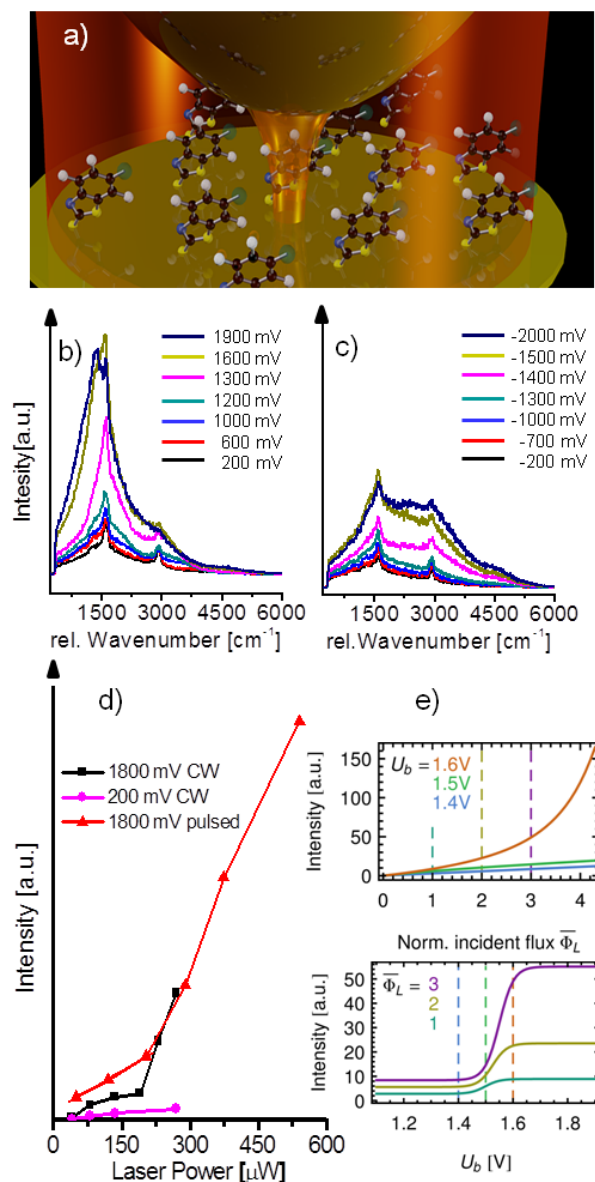 a)
b)
1900 mV
1600 mV
1300 mV
1200 mV
1000 mV
600 mV
200 mV
Intesity[a.u.]
1500 3000 4500 6000
rel. Wavenumber [cm⁻¹]
c)
-2000 mV
-1500 mV
-1400 mV
-1300 mV
-1000 mV
-700 mV
-200 mV
1500 3000 4500 6000
rel. Wavenumber [cm⁻¹]
d)
1800 mV CW
200 mV CW
1800 mV pulsed
Intensity [a.u.]
0 150 300 450 600
Laser Power [µW]
e)
U_b = 1.6V
1.5V
1.4V
Intensity [a.u.]
150
100
50
0
0 1 2 3 4
Norm. incident flux Φ̅_L
Φ̅_L = 3
2
1
Intensity [a.u.]
50
40
30
20
10
0
1.2 1.4 1.6 1.8
U_b [V]